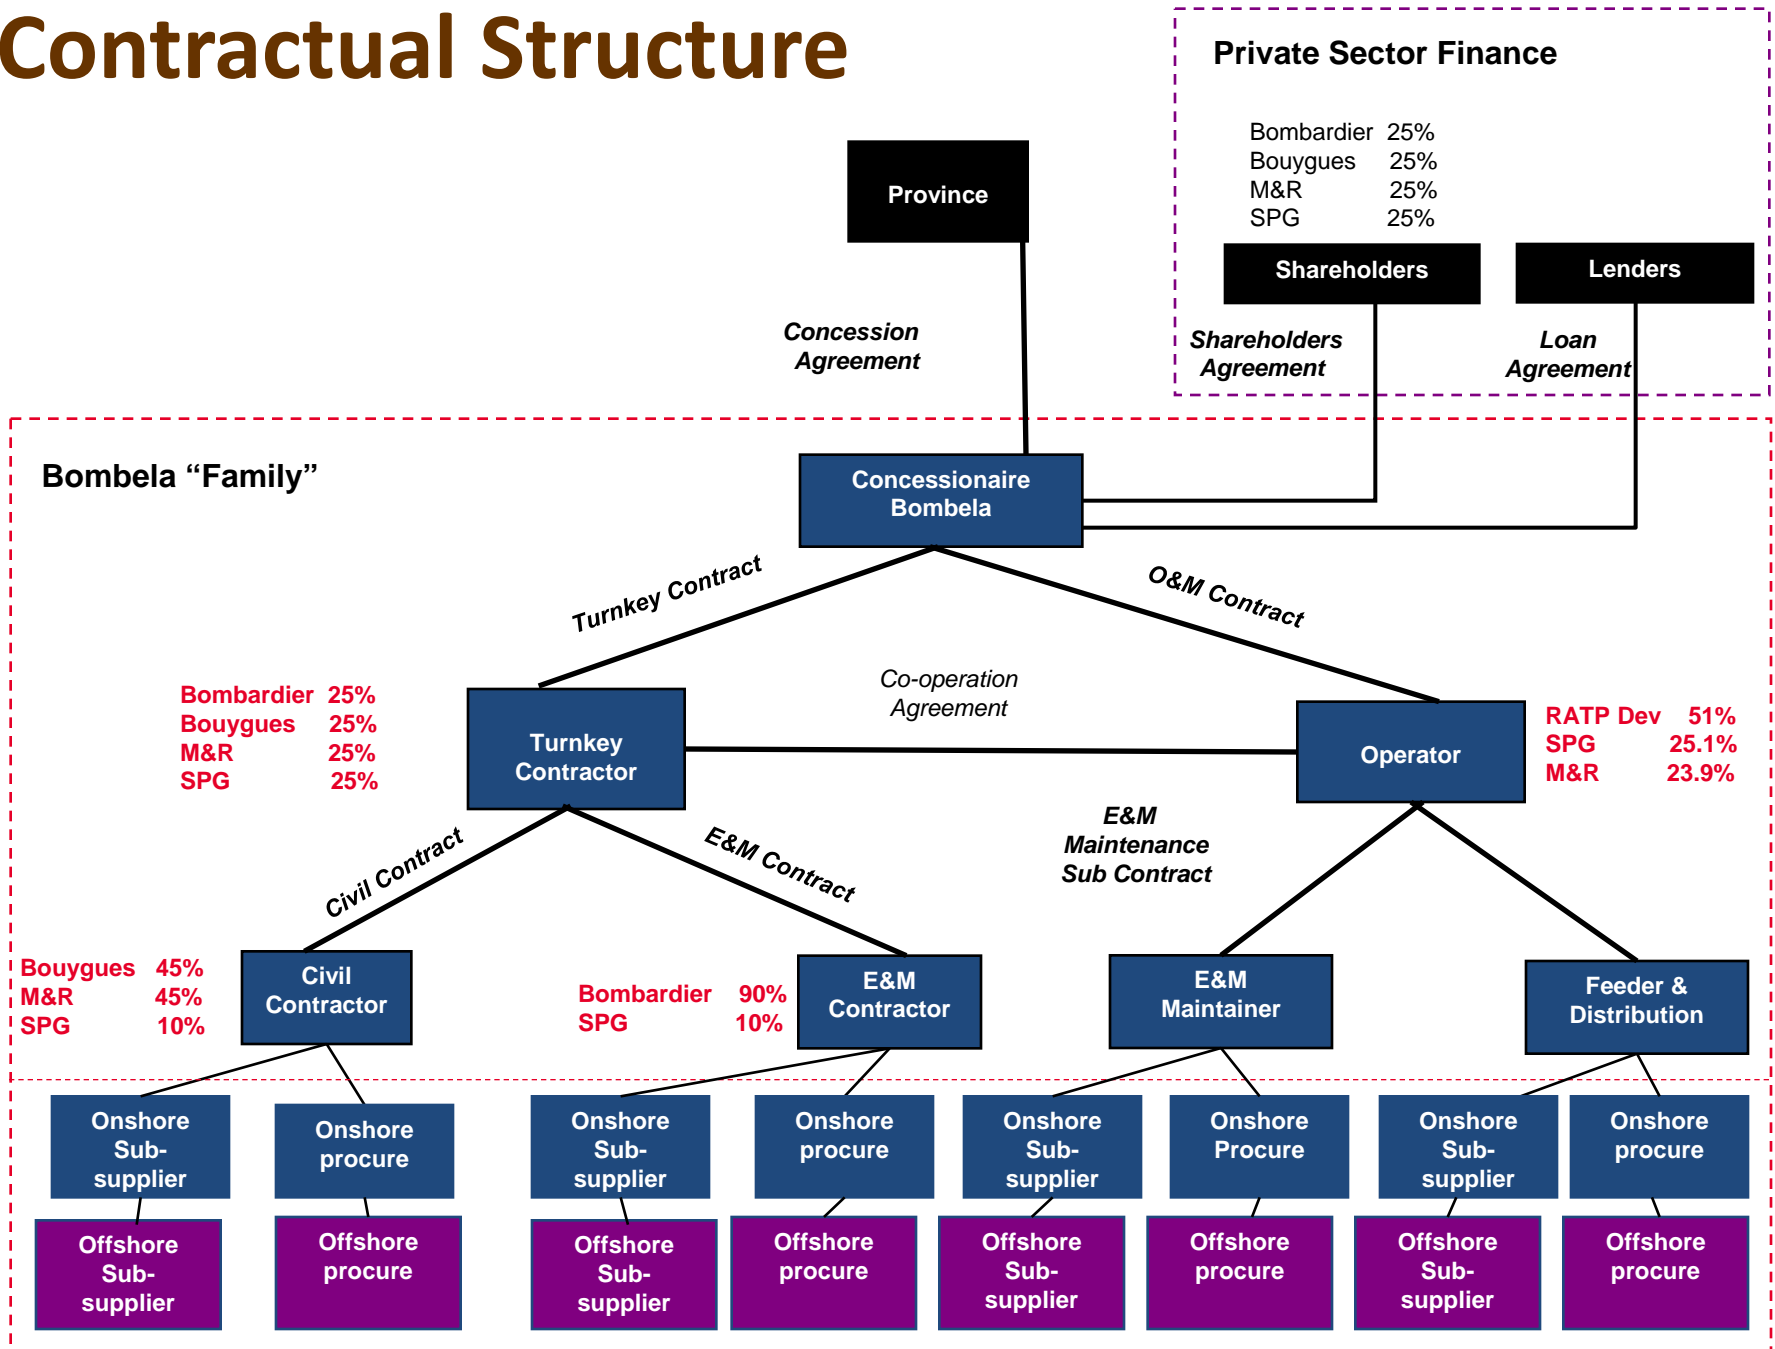 Contractual Structure
Private Sector Finance
Bombardier 25%
Bouygues 25%
M&R 25%
SPG 25%
Province
Shareholders
Lenders
Concession
Agreement
Shareholders
Agreement
Loan
Agreement
Bombela “Family”
Concessionaire
Bombela
Turnkey Contract
O&M Contract
Co-operation
Agreement
Bombardier 25%
Bouygues 25%
M&R 25%
SPG 25%
Turnkey
Contractor
Operator
RATP Dev 51%
SPG 25.1%
M&R 23.9%
Civil Contract
E&M Contract
E&M
Maintenance
Sub Contract
Bouygues 45%
M&R 45%
SPG 10%
Civil
Contractor
Bombardier 90%
SPG 10%
E&M
Contractor
E&M
Maintainer
Feeder &
Distribution
Onshore
Sub-
supplier
Onshore
procure
Onshore
Sub-
supplier
Onshore
procure
Onshore
Sub-
supplier
Onshore
Procure
Onshore
Sub-
supplier
Onshore
procure
Offshore
Sub-
supplier
Offshore
procure
Offshore
Sub-
supplier
Offshore
procure
Offshore
Sub-
supplier
Offshore
procure
Offshore
Sub-
supplier
Offshore
procure